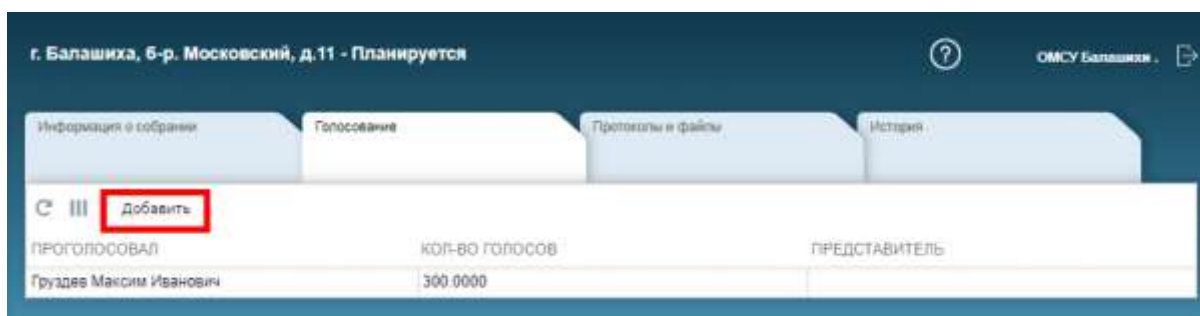 г. Балашиха, б-р. Московский, д.11 - Планируется
ОМСУ Балашихи .
Информация о собрании
Голосование
Протоколы и файлы
История
Добавить
ПРОГОЛОСОВАЛ КОЛ-ВО ГОЛОСОВ ПРЕДСТАВИТЕЛЬ
Груздев Максим Иванович 300.0000